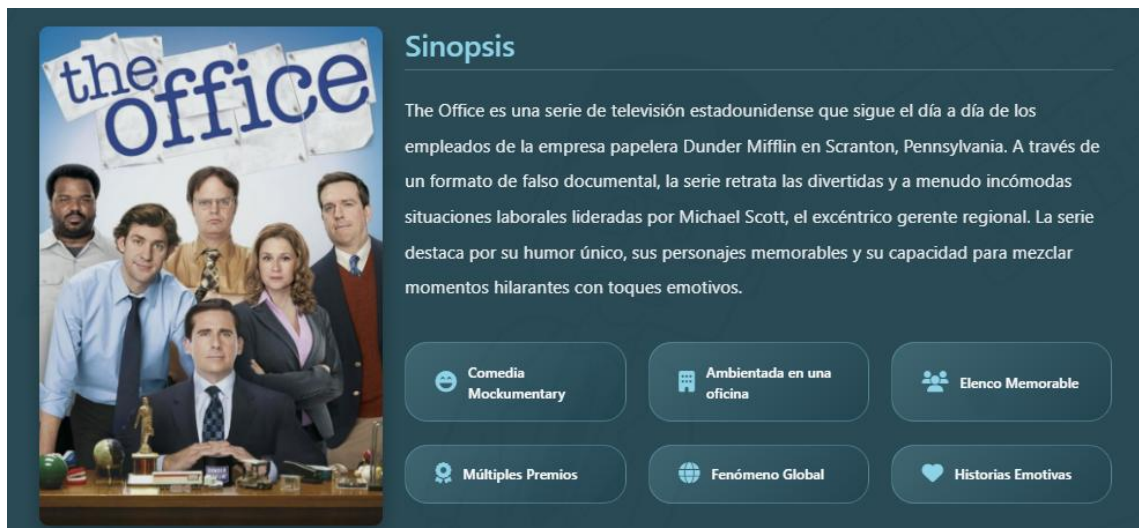 the
office
Sinopsis
The Office es una serie de televisión estadounidense que sigue el día a día de los
empleados de la empresa papelera Dunder Mifflin en Scranton, Pennsylvania. A través de
un formato de falso documental, la serie retrata las divertidas y a menudo incómodas
situaciones laborales lideradas por Michael Scott, el excéntrico gerente regional. La serie
destaca por su humor único, sus personajes memorables y su capacidad para mezclar
momentos hilarantes con toques emotivos.
Comedia
Mockumentary
Ambientada en una
oficina
Elenco Memorable
Múltiples Premios
Fenómeno Global
Historias Emotivas